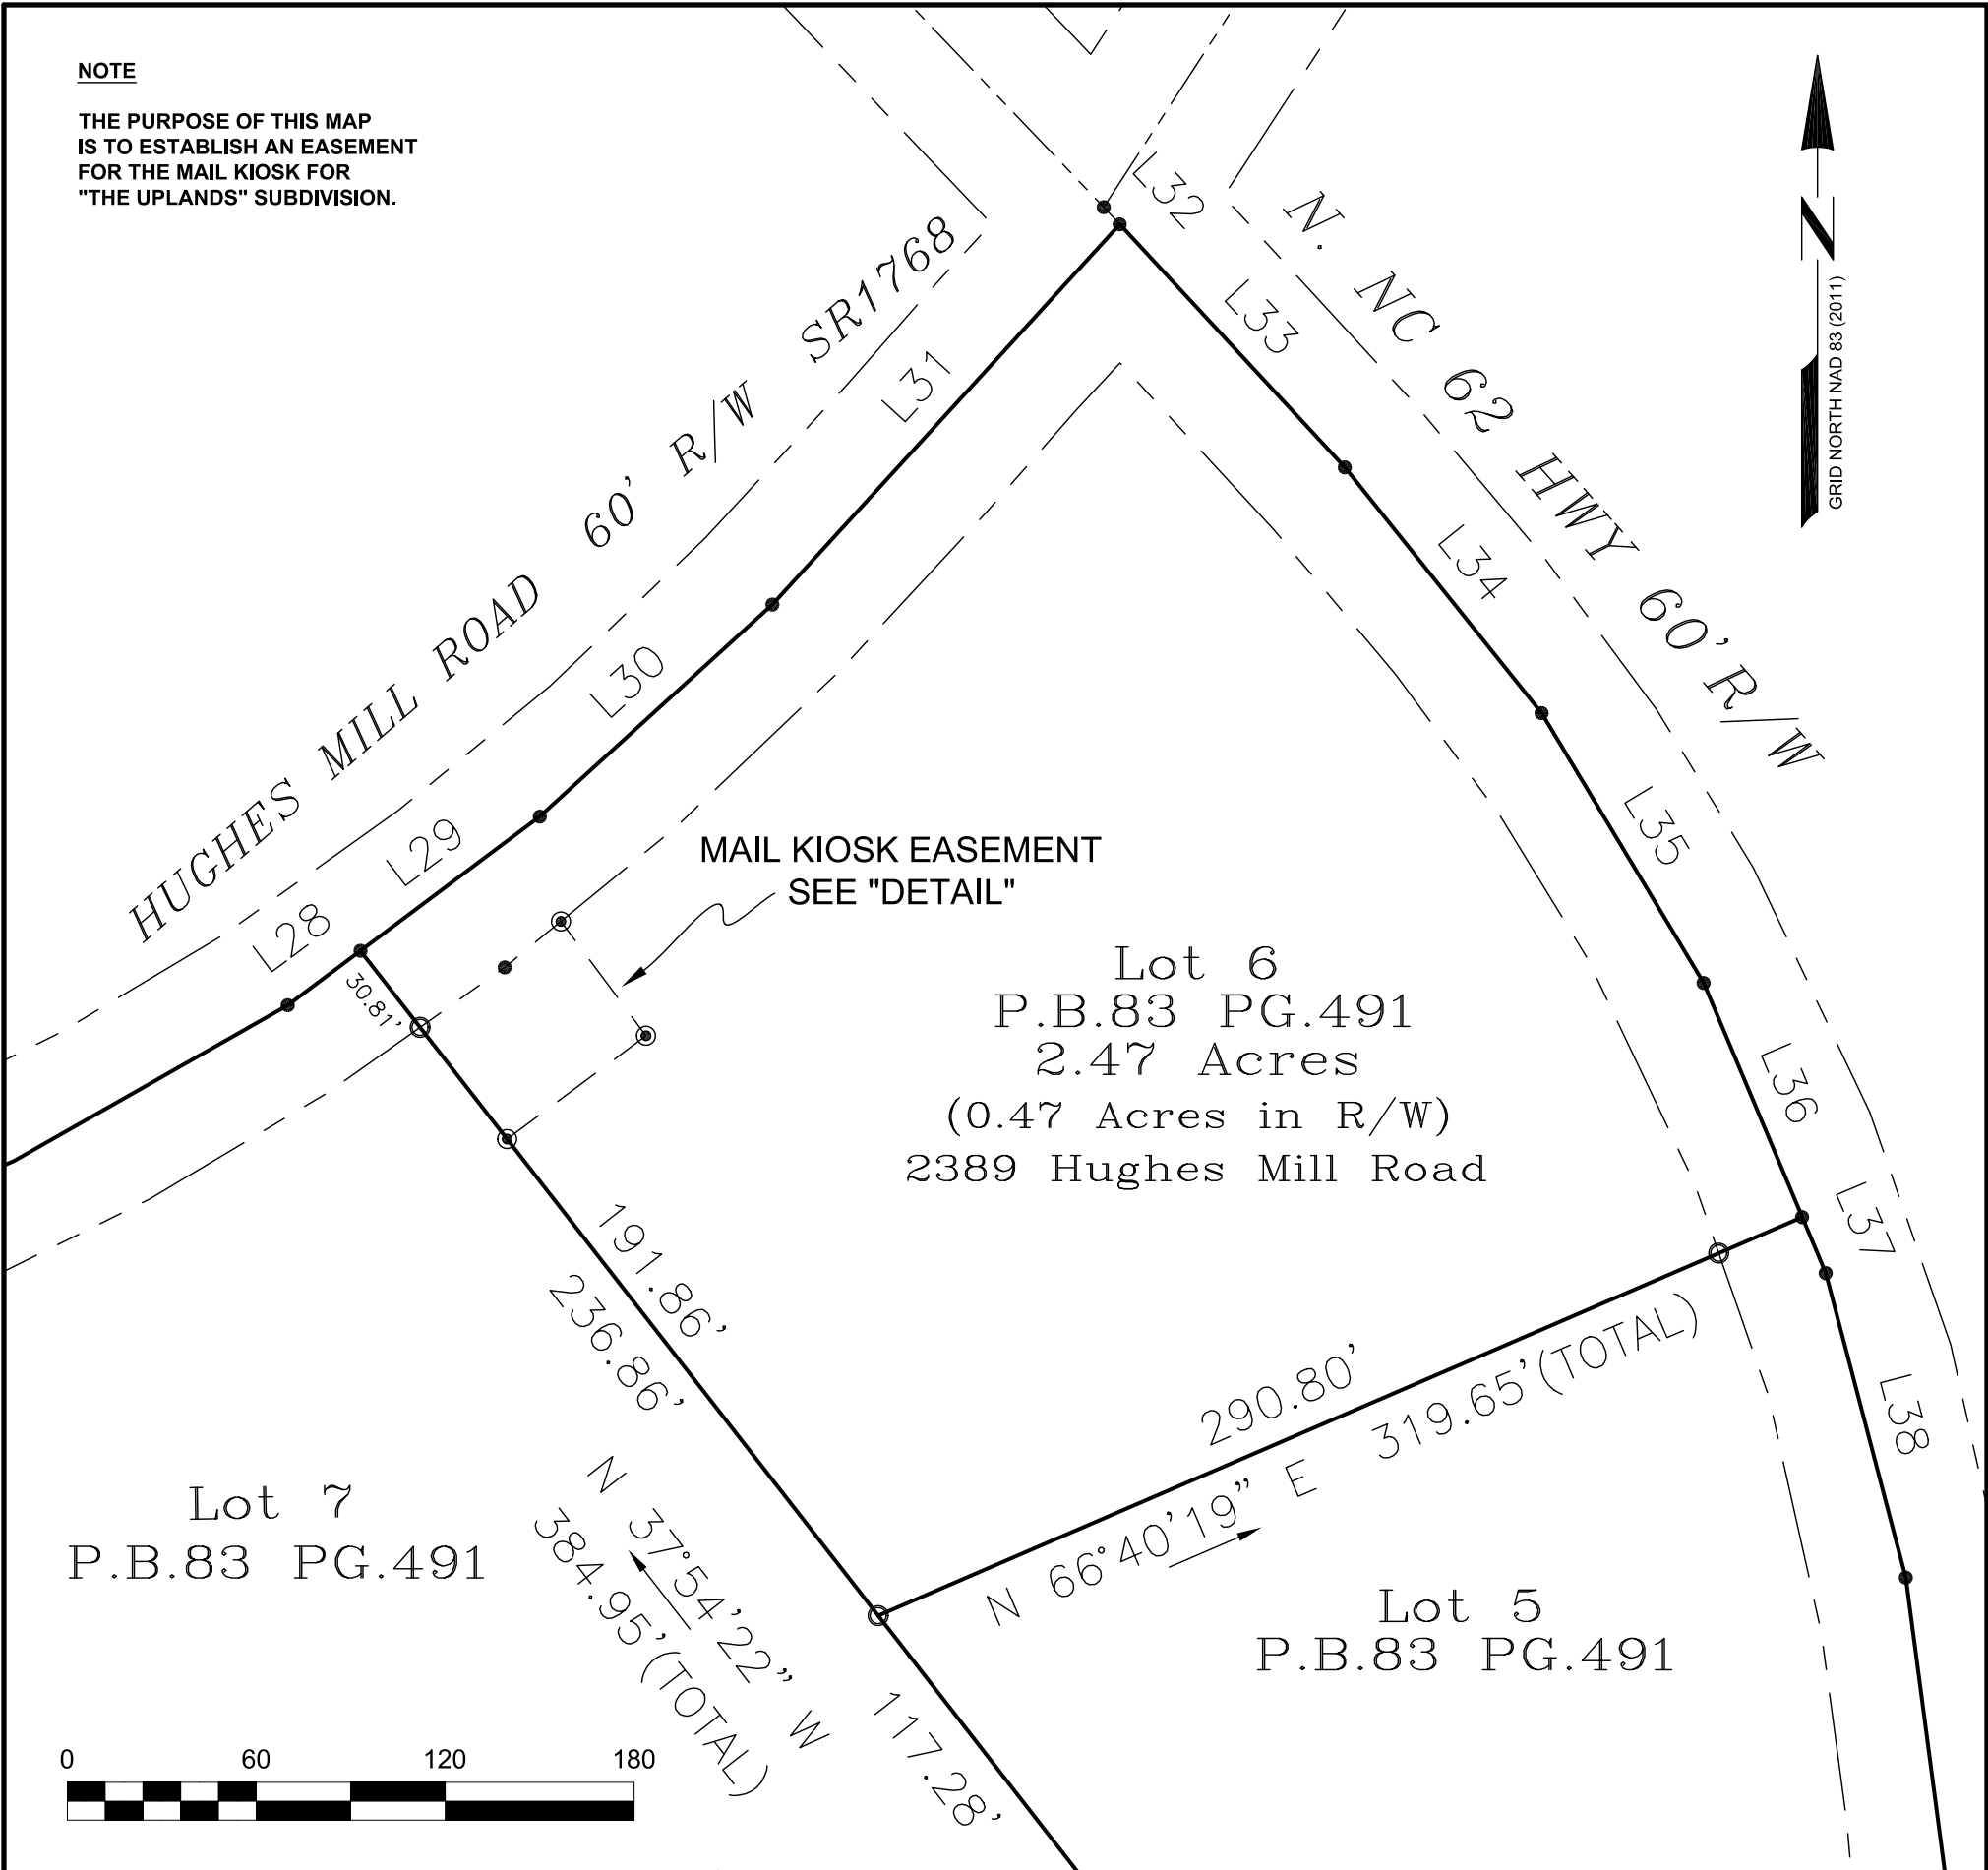 NOTE
THE PURPOSE OF THIS MAP
IS TO ESTABLISH AN EASEMENT
FOR THE MAIL KIOSK FOR
"THE UPLANDS" SUBDIVISION.
N
GRID NORTH NAD 83 (2011)
HUGHES MILL ROAD 60' R/W SR1768
N. NC 62 HWY 60'R/W
L28
L29
L30
L31
L32
L33
L34
L35
L36
L37
L38
30.81'
MAIL KIOSK EASEMENT
SEE "DETAIL"
Lot 6
P.B.83 PG.491
2.47 Acres
(0.47 Acres in R/W)
2389 Hughes Mill Road
191.86'
236.86'
290.80'
N 66°40'19" E 319.65'(TOTAL)
N 37°54'22" W
384.95'(TOTAL)
117.28'
Lot 7
P.B.83 PG.491
Lot 5
P.B.83 PG.491
0 60 120 180